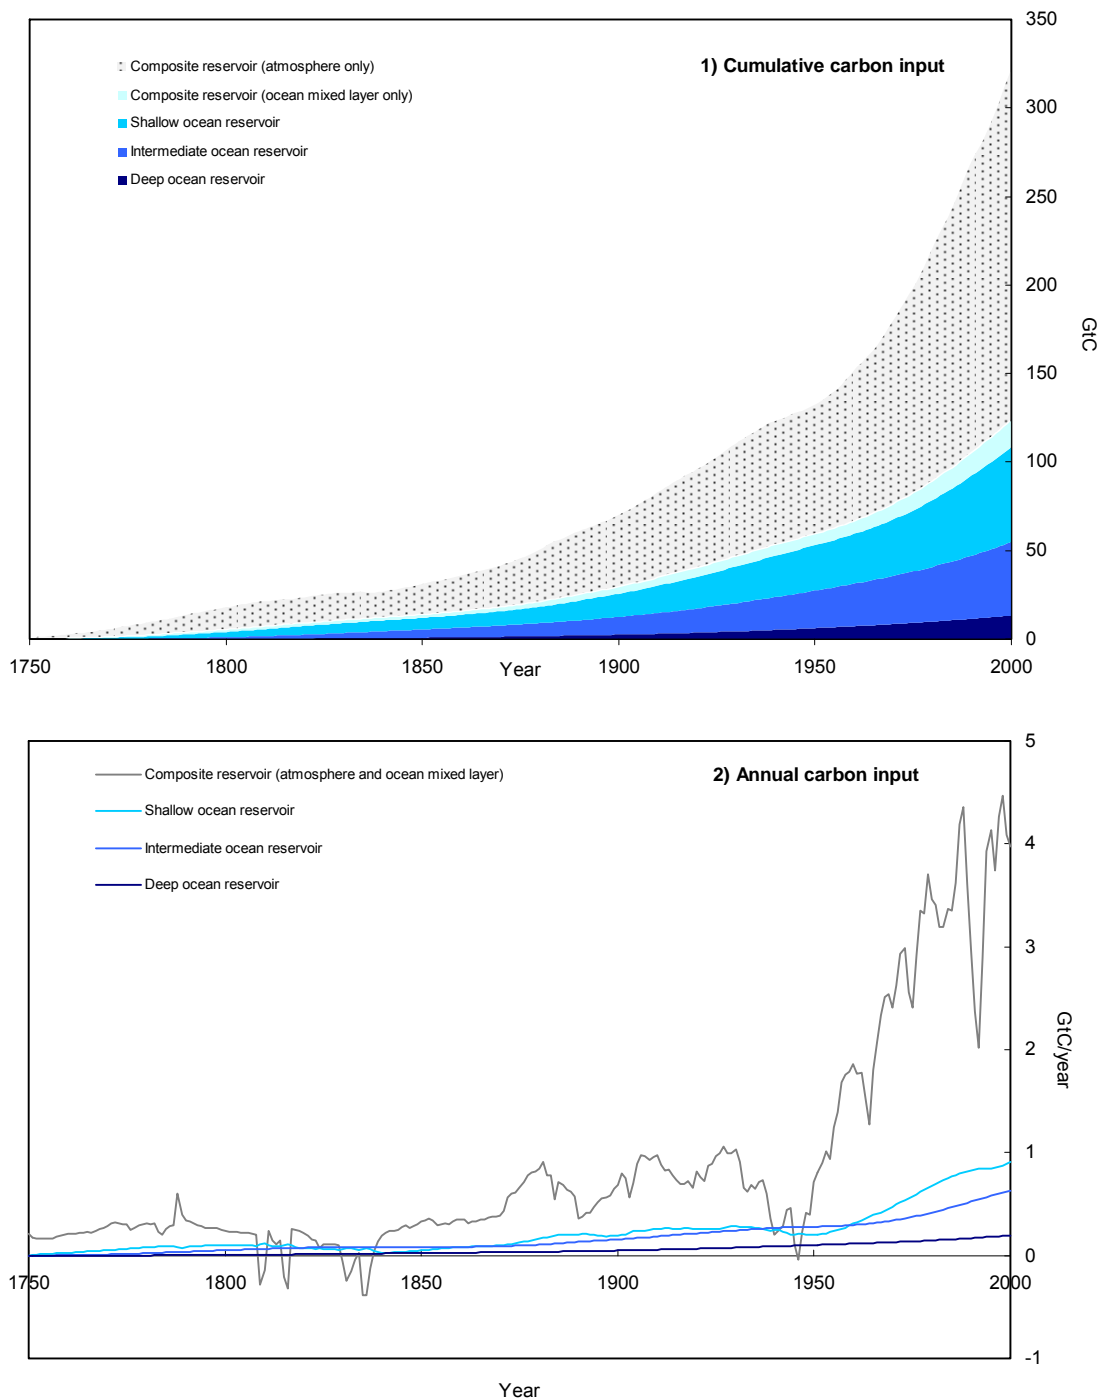 350
Composite reservoir (atmosphere only)
1) Cumulative carbon input
Composite reservoir (ocean mixed layer only)
300
Shallow ocean reservoir
Intermediate ocean reservoir
Deep ocean reservoir
250
200
GtC
150
100
50
0
1750
1800
1850
Year
1900
1950
2000
5
Composite reservoir (atmosphere and ocean mixed layer)
2) Annual carbon input
Shallow ocean reservoir
4
Intermediate ocean reservoir
Deep ocean reservoir
3
2
GtC/year
1
0
1750
1800
1850
1900
1950
2000
-1
Year